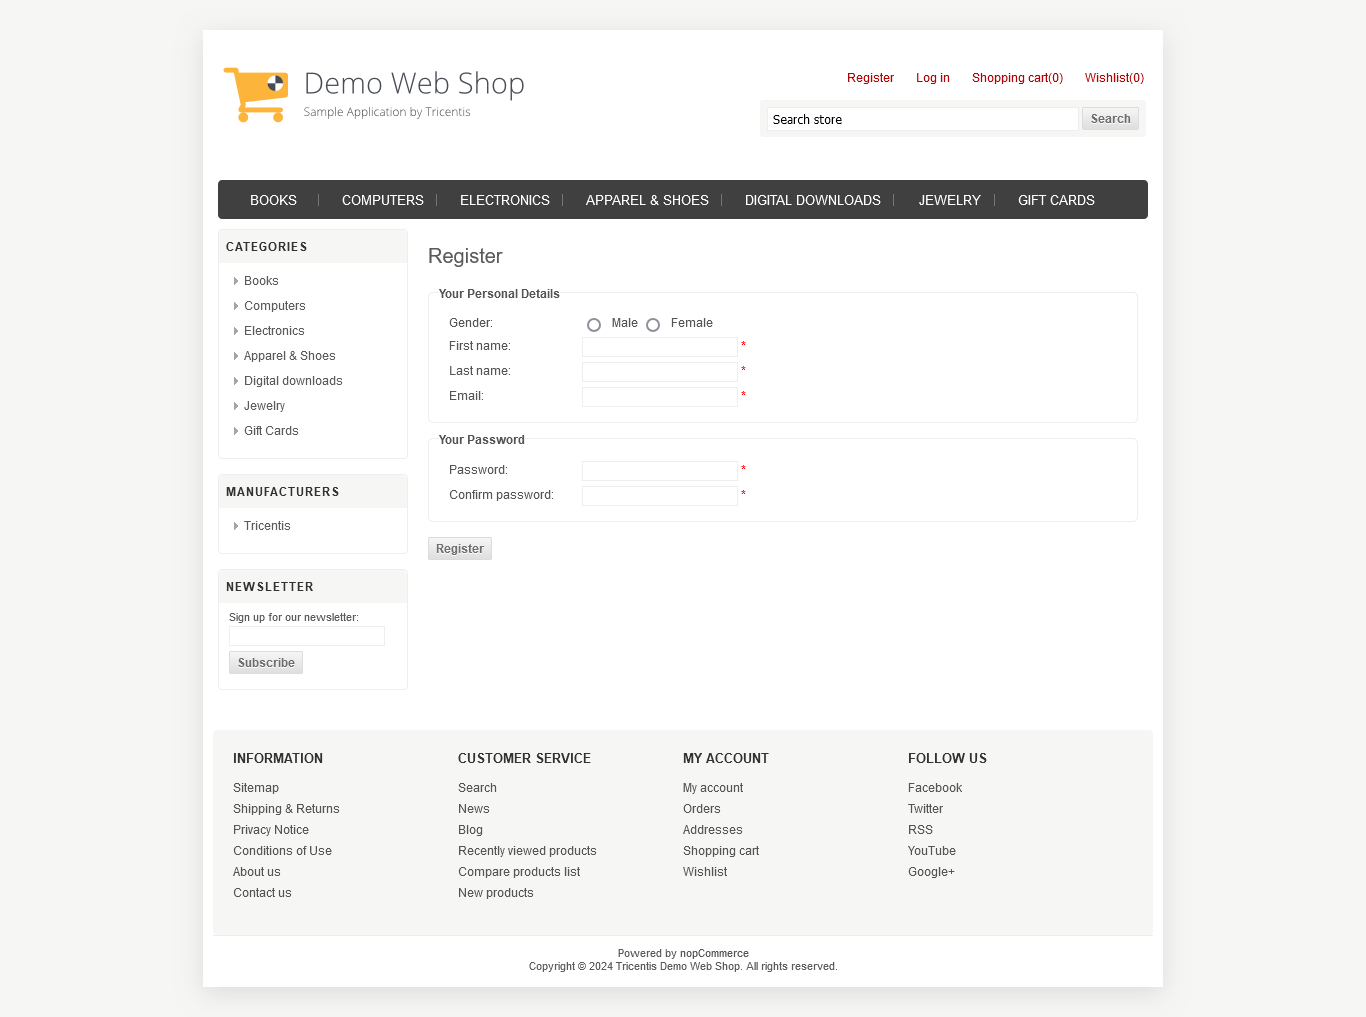 Demo Web Shop
Sample Application by Tricentis
Register Log in Shopping cart(0) Wishlist(0)
Search store Search
BOOKS COMPUTERS ELECTRONICS APPAREL & SHOES DIGITAL DOWNLOADS JEWELRY GIFT CARDS
CATEGORIES
Books
Computers
Electronics
Apparel & Shoes
Digital downloads
Jewelry
Gift Cards
MANUFACTURERS
Tricentis
NEWSLETTER
Sign up for our newsletter:
Subscribe
Register
Your Personal Details
Gender: Male Female
First name: *
Last name: *
Email: *
Your Password
Password: *
Confirm password: *
Register
INFORMATION
Sitemap
Shipping & Returns
Privacy Notice
Conditions of Use
About us
Contact us
CUSTOMER SERVICE
Search
News
Blog
Recently viewed products
Compare products list
New products
MY ACCOUNT
My account
Orders
Addresses
Shopping cart
Wishlist
FOLLOW US
Facebook
Twitter
RSS
YouTube
Google+
Powered by nopCommerce
Copyright © 2024 Tricentis Demo Web Shop. All rights reserved.